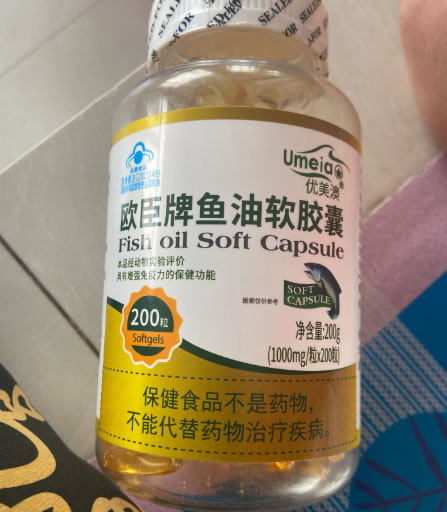 SEALED FOR
Umeia
优美澳
欧臣牌鱼油软胶囊
Fish oil Soft Capsule
本品经动物实验评价
具有增强免疫力的保健功能
SOFT
CAPSULE
图案仅供参考
200粒
Softgels
净含量:200g
(1000mg/粒x200粒)
保健食品不是药物,
不能代替药物治疗疾病。